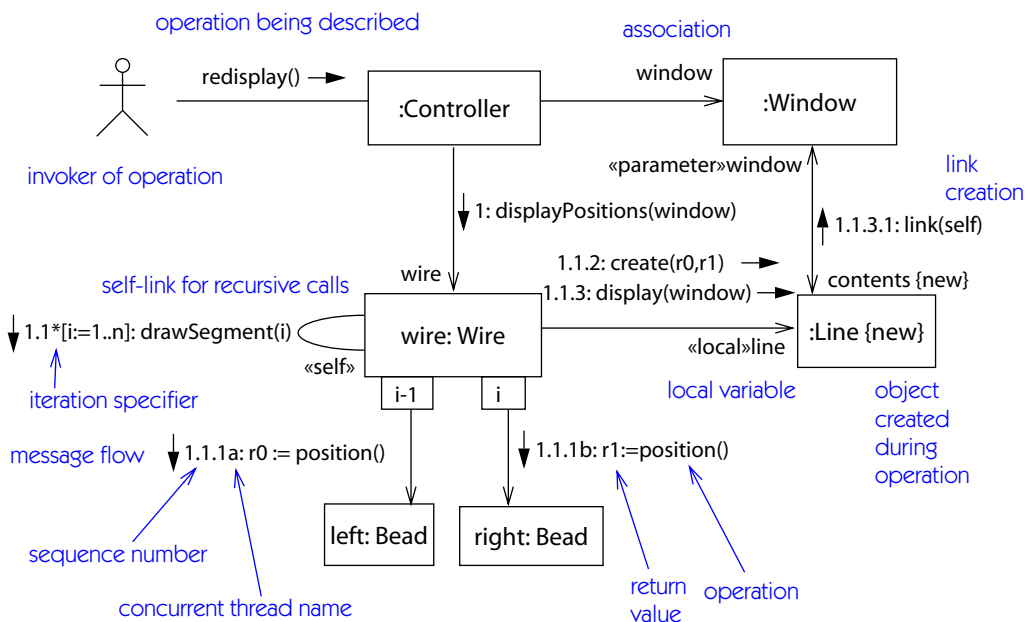 operation being described
association
redisplay()
window
:Controller
:Window
invoker of operation
«parameter»window
link
creation
1: displayPositions(window)
1.1.3.1: link(self)
wire
1.1.2: create(r0,r1)
self-link for recursive calls
1.1.3: display(window)
contents {new}
1.1*[i:=1..n]: drawSegment(i)
wire: Wire
:Line {new}
«self»
«local»line
iteration specifier
i-1
i
local variable
object
created
during
operation
message flow
1.1.1a: r0 := position()
1.1.1b: r1:=position()
left: Bead
right: Bead
sequence number
return
value
operation
concurrent thread name